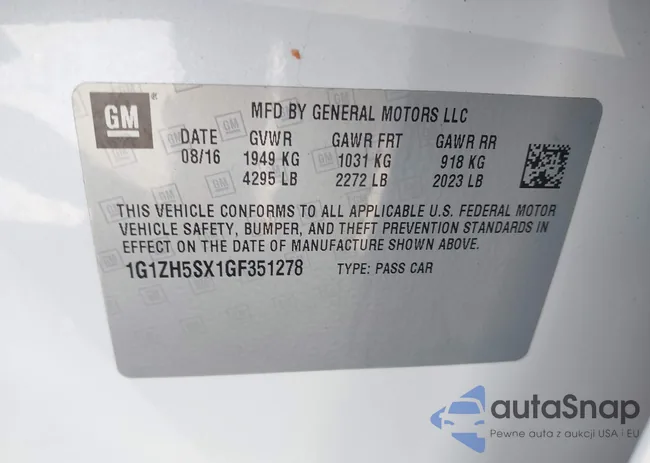 GM ®
MFD BY GENERAL MOTORS LLC
DATE GVWR GAWR FRT GAWR RR
08/16 1949 KG 1031 KG 918 KG
4295 LB 2272 LB 2023 LB
THIS VEHICLE CONFORMS TO ALL APPLICABLE U.S. FEDERAL MOTOR
VEHICLE SAFETY, BUMPER, AND THEFT PREVENTION STANDARDS IN
EFFECT ON THE DATE OF MANUFACTURE SHOWN ABOVE.
1G1ZH5SX1GF351278 TYPE: PASS CAR
autaSnap
Pewne auta z aukcji USA i EU